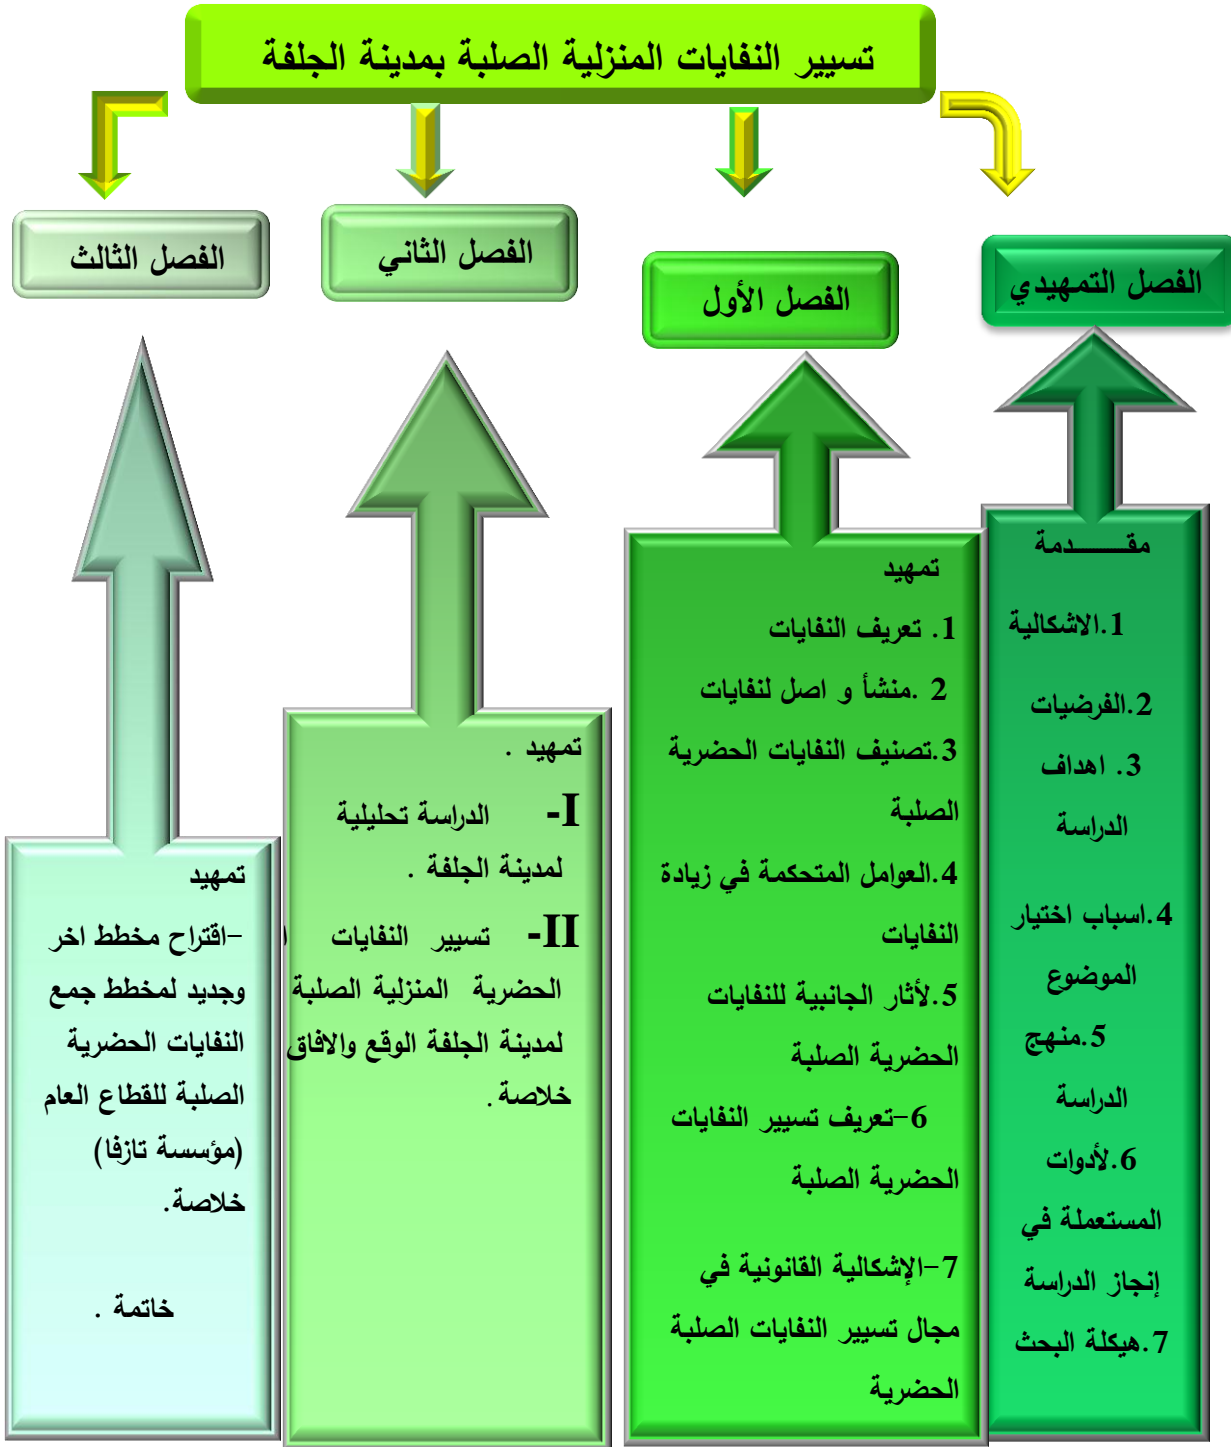 تسيير النفايات المنزلية الصلبة بمدينة الجلفة
الفصل التمهيدي
الفصل الأول
الفصل الثاني
الفصل الثالث
مقــــــدمة
1.الاشكالية
2.الفرضيات
3. اهداف
الدراسة
4.اسباب اختيار
الموضوع
5.منهج
الدراسة
6.لأدوات
المستعملة في
إنجاز الدراسة
7.هيكلة البحث
تمهيد
1. تعريف النفايات
2 .منشأ و اصل لنفايات
3.تصنيف النفايات الحضرية
الصلبة
4.العوامل المتحكمة في زيادة
النفايات
5.لأثار الجانبية للنفايات
الحضرية الصلبة
6-تعريف تسيير النفايات
الحضرية الصلبة
7-الإشكالية القانونية في
مجال تسيير النفايات الصلبة
الحضرية
تمهيد .
I- الدراسة تحليلية
لمدينة الجلفة .
II- تسيير النفايات ا
الحضرية المنزلية الصلبة
لمدينة الجلفة الوقع والافاق
خلاصة .
تمهيد
-اقتراح مخطط اخر
وجديد لمخطط جمع
النفايات الحضرية
الصلبة للقطاع العام
(مؤسسة تازفا)
خلاصة.
خاتمة .